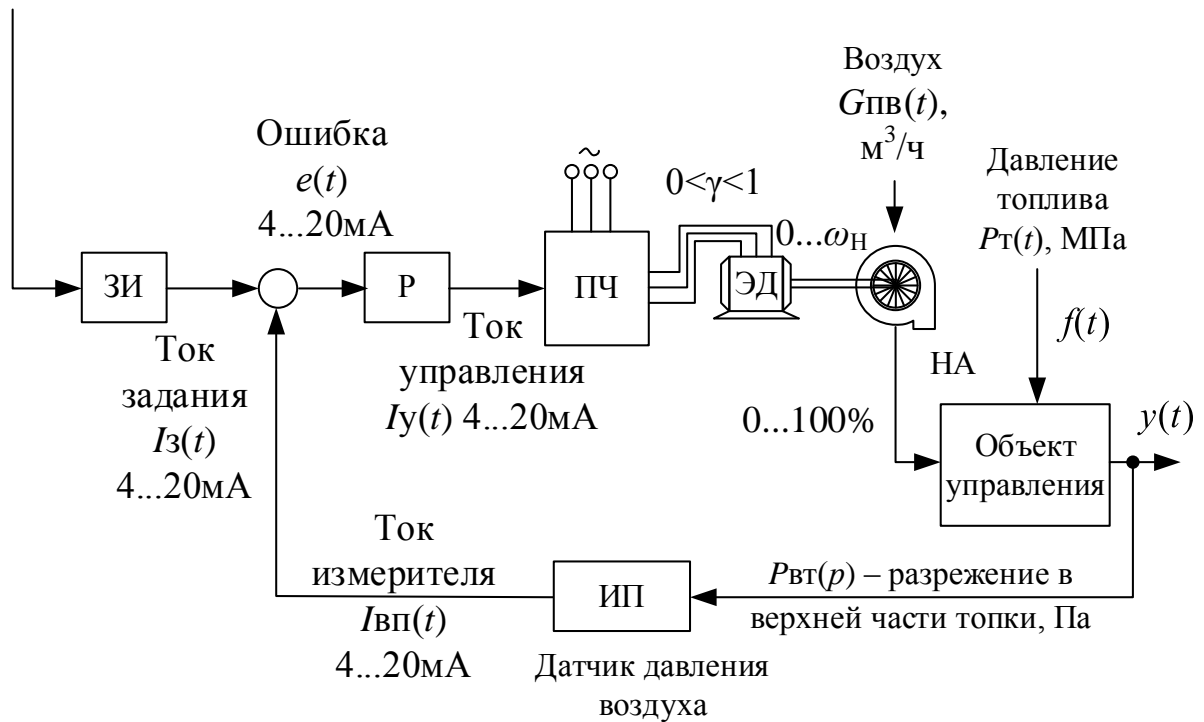 Воздух
Gпв(t),
м³/ч
Ошибка
e(t)
4...20мА
~
0<γ<1
Давление
топлива
Pт(t), МПа
0...ωН
ЗИ
Р
ПЧ
ЭД
f(t)
Ток
задания
Iз(t)
4...20мА
Ток
управления
Iу(t) 4...20мА
НА
0...100%
y(t)
Объект
управления
Ток
измерителя
Iвп(t)
4...20мА
ИП
Pвт(p) – разрежение в
верхней части топки, Па
Датчик давления
воздуха